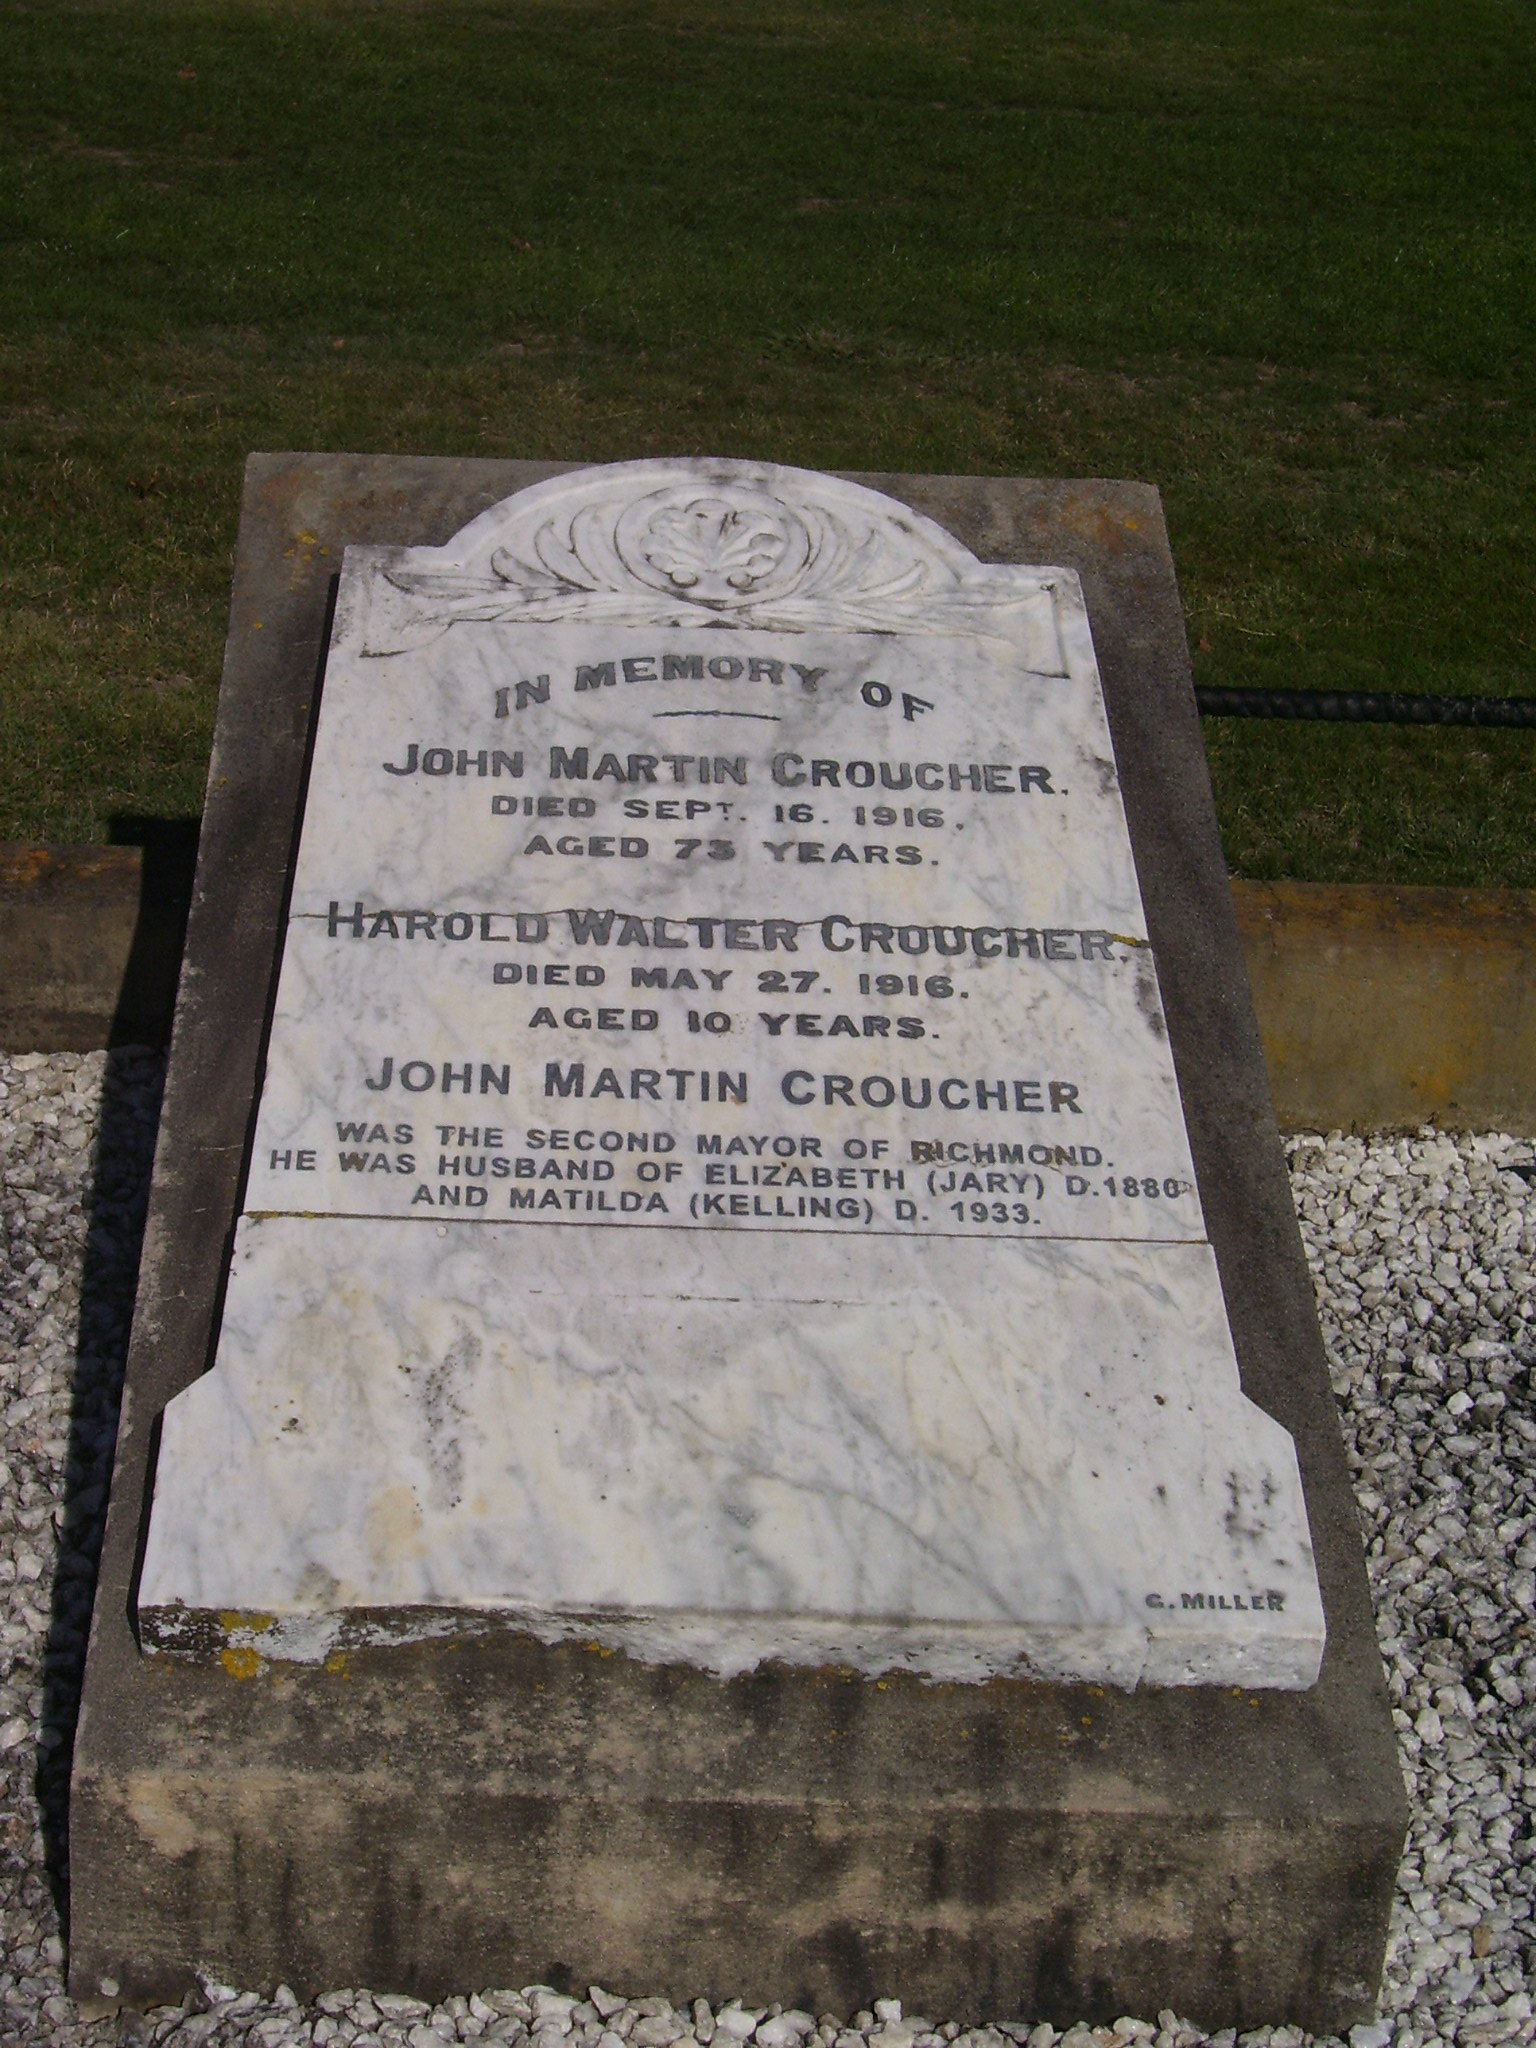 IN MEMORY OF
JOHN MARTIN CROUCHER.
DIED SEPT. 16. 1916.
AGED 73 YEARS.
HAROLD WALTER CROUCHER.
DIED MAY 27. 1916.
AGED 10 YEARS.
JOHN MARTIN CROUCHER
WAS THE SECOND MAYOR OF RICHMOND.
HE WAS HUSBAND OF ELIZABETH (JARY) D.1880
AND MATILDA (KELLING) D. 1933.
G. MILLER